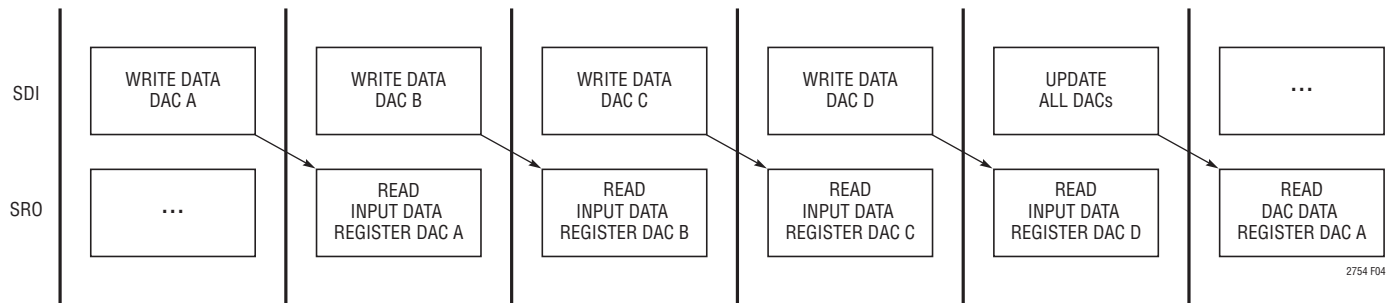 SDI
WRITE DATA
DAC A
WRITE DATA
DAC B
WRITE DATA
DAC C
WRITE DATA
DAC D
UPDATE
ALL DACs
...
SRO
...
READ
INPUT DATA
REGISTER DAC A
READ
INPUT DATA
REGISTER DAC B
READ
INPUT DATA
REGISTER DAC C
READ
INPUT DATA
REGISTER DAC D
READ
DAC DATA
REGISTER DAC A
2754 F04